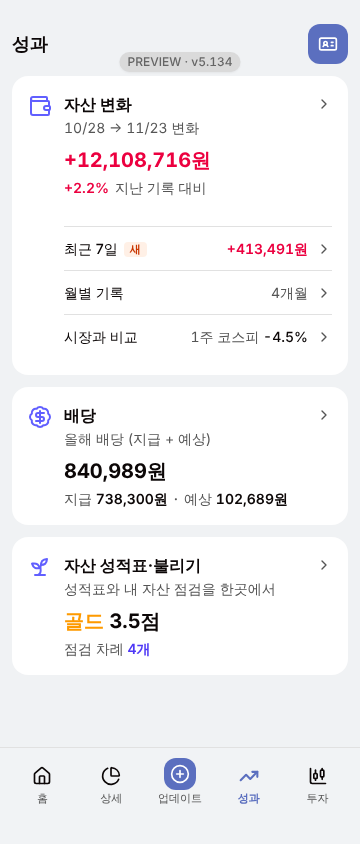 성과
PREVIEW · v5.134
자산 변화
10/28 → 11/23 변화
+12,108,716원
+2.2% 지난 기록 대비
최근 7일 새 +413,491원
월별 기록 4개월
시장과 비교 1주 코스피 -4.5%
배당
올해 배당 (지급 + 예상)
840,989원
지급 738,300원 · 예상 102,689원
자산 성적표·불리기
성적표와 내 자산 점검을 한곳에서
골드 3.5점
점검 차례 4개
홈 상세 업데이트 성과 투자